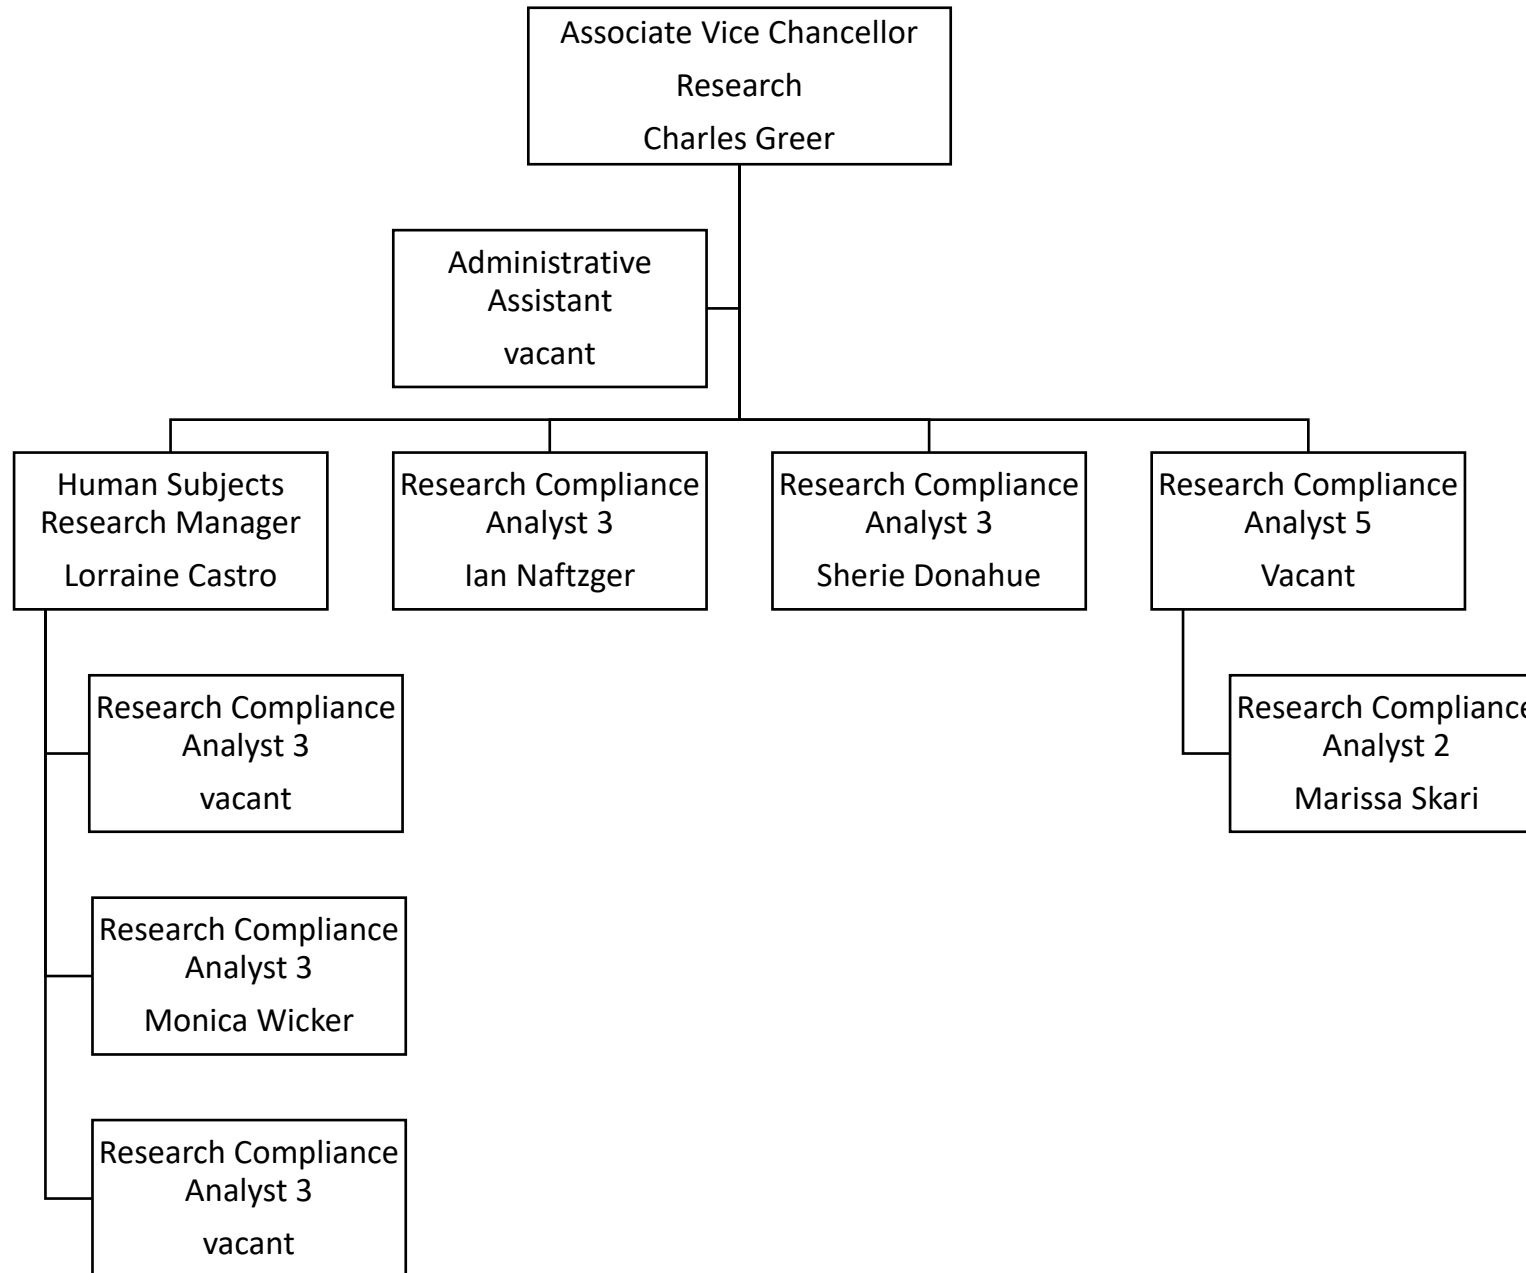 Associate Vice Chancellor
Research
Charles Greer
Administrative
Assistant
vacant
Human Subjects
Research Manager
Lorraine Castro
Research Compliance
Analyst 3
Ian Naftzger
Research Compliance
Analyst 3
Sherie Donahue
Research Compliance
Analyst 5
Vacant
Research Compliance
Analyst 3
vacant
Research Compliance
Analyst 2
Marissa Skari
Research Compliance
Analyst 3
Monica Wicker
Research Compliance
Analyst 3
vacant